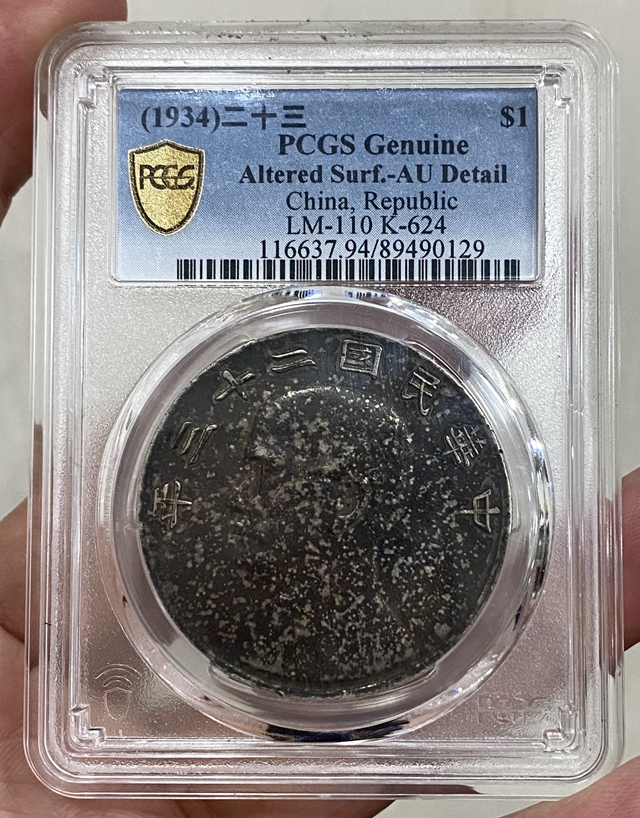 (1934)二十三 $1
PCGS Genuine
PCGS
Altered Surf.-AU Detail
China, Republic
LM-110 K-624
116637.94/89490129
年三十二國民華中
PCGS